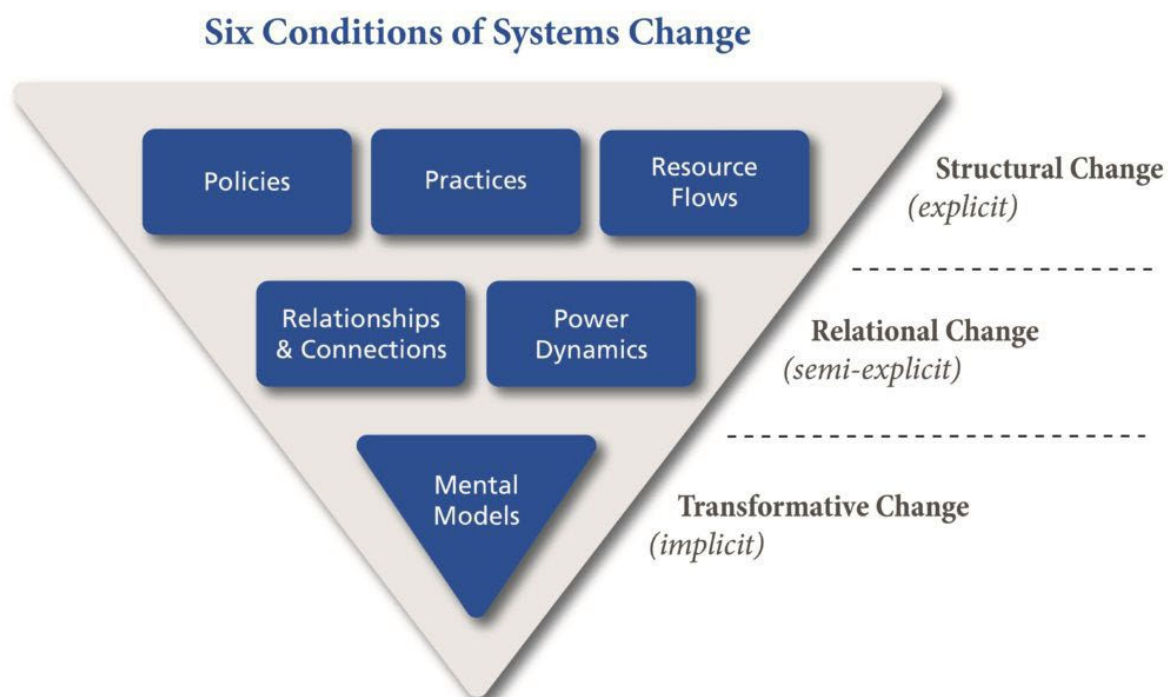 Six Conditions of Systems Change
Policies
Practices
Resource
Flows
Structural Change
(explicit)
Relationships
& Connections
Power
Dynamics
Relational Change
(semi-explicit)
Mental
Models
Transformative Change
(implicit)